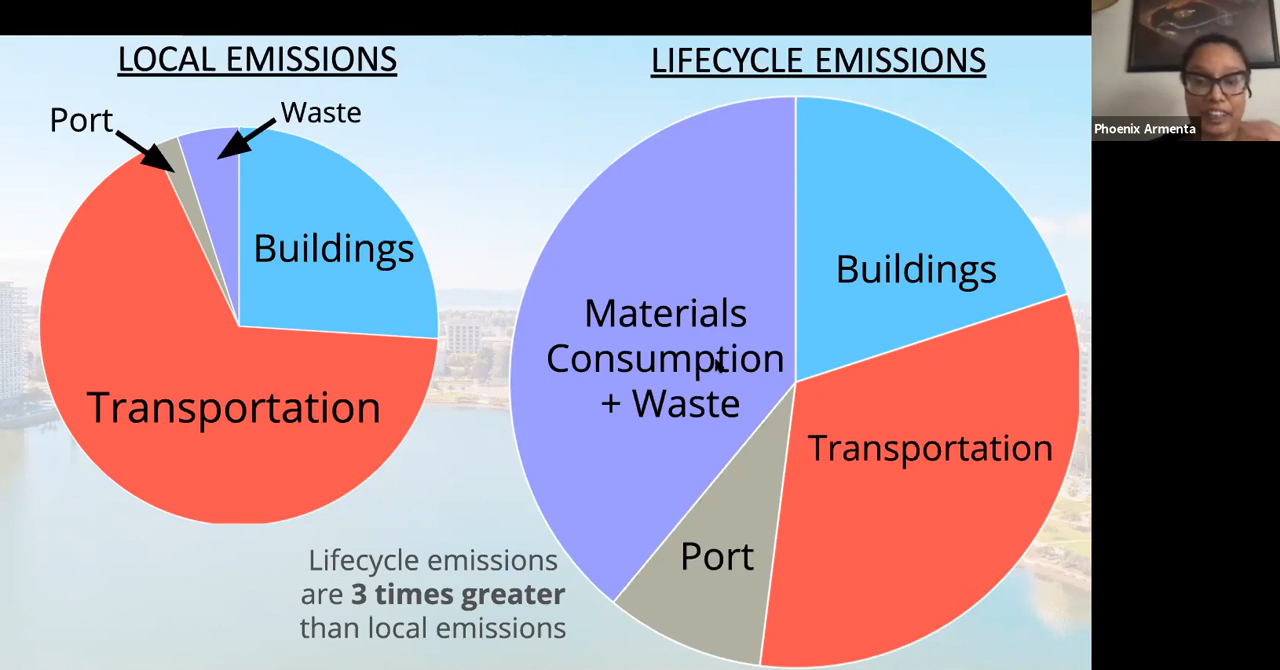 LOCAL EMISSIONS
Port
Waste
Buildings
Transportation
LIFECYCLE EMISSIONS
Buildings
Materials
Consumption
+ Waste
Transportation
Port
Lifecycle emissions
are 3 times greater
than local emissions
Phoenix Armenta